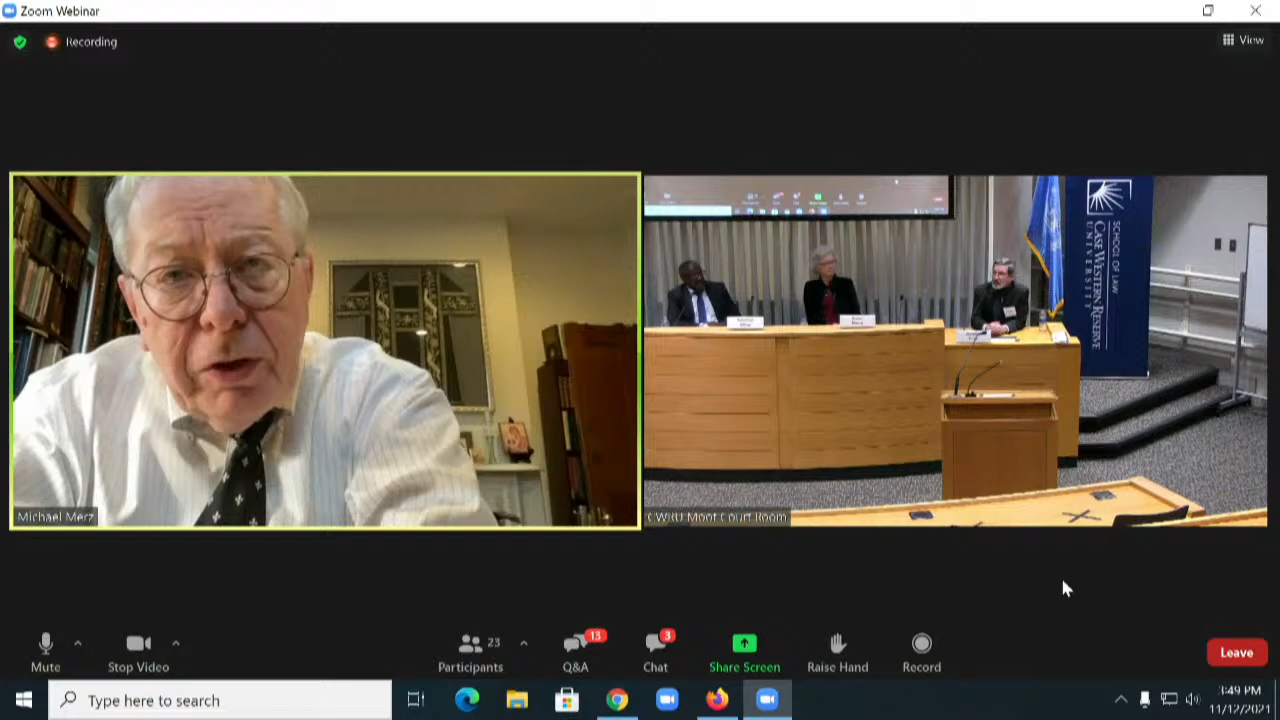 Zoom Webinar
Recording
View
SCHOOL OF LAW
CASE WESTERN RESERVE
UNIVERSITY
Michael Merz
CWRU Moot Court Room
23
13
3
Mute
Stop Video
Participants
Q&A
Chat
Share Screen
Raise Hand
Record
Leave
Type here to search
3:49 PM
11/12/2021